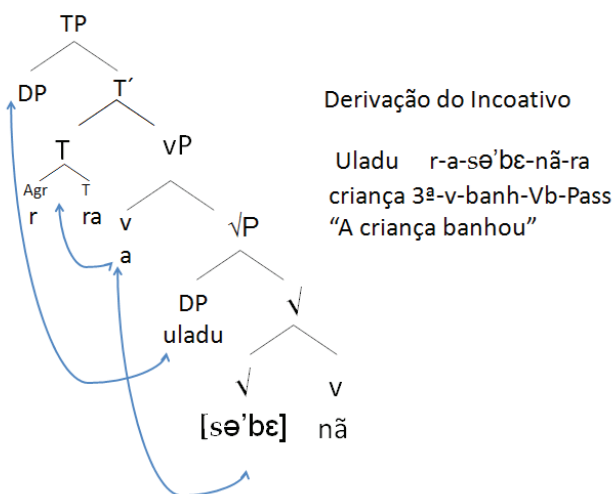 TP
DP T´
Derivação do Incoativo
T vP
Uladu r-a-sə'bɛ-nã-ra
Agr T
criança 3ª-v-banh-Vb-Pass
r ra v √P
"A criança banhou"
a
DP √
uladu
√ v
[sə'bɛ] nã